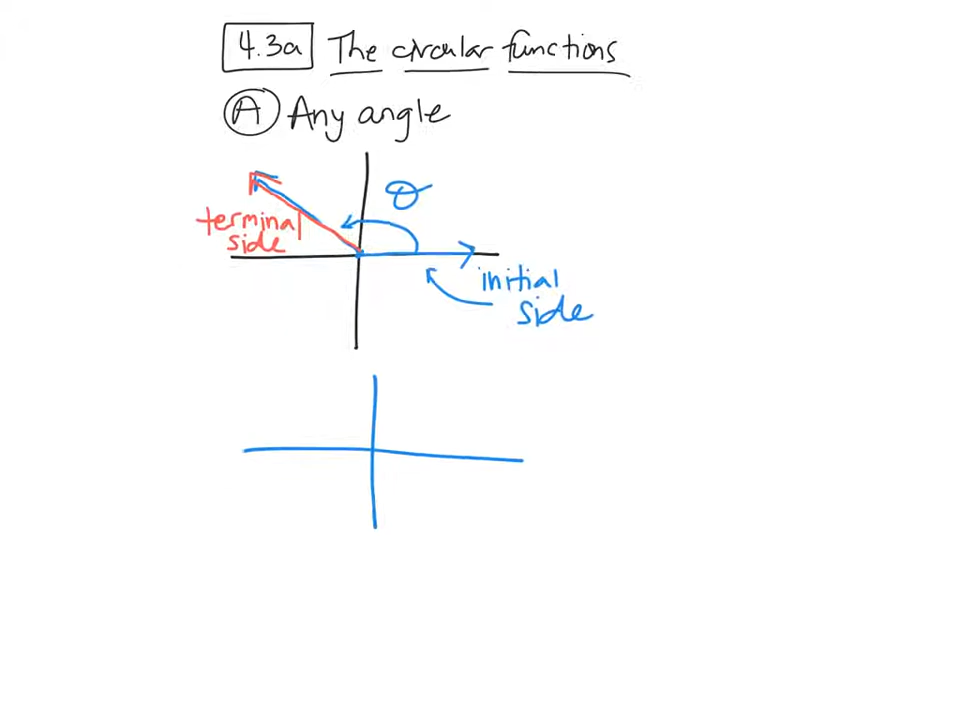 4.3a The circular functions
A Any angle
θ
terminal
side
initial
side